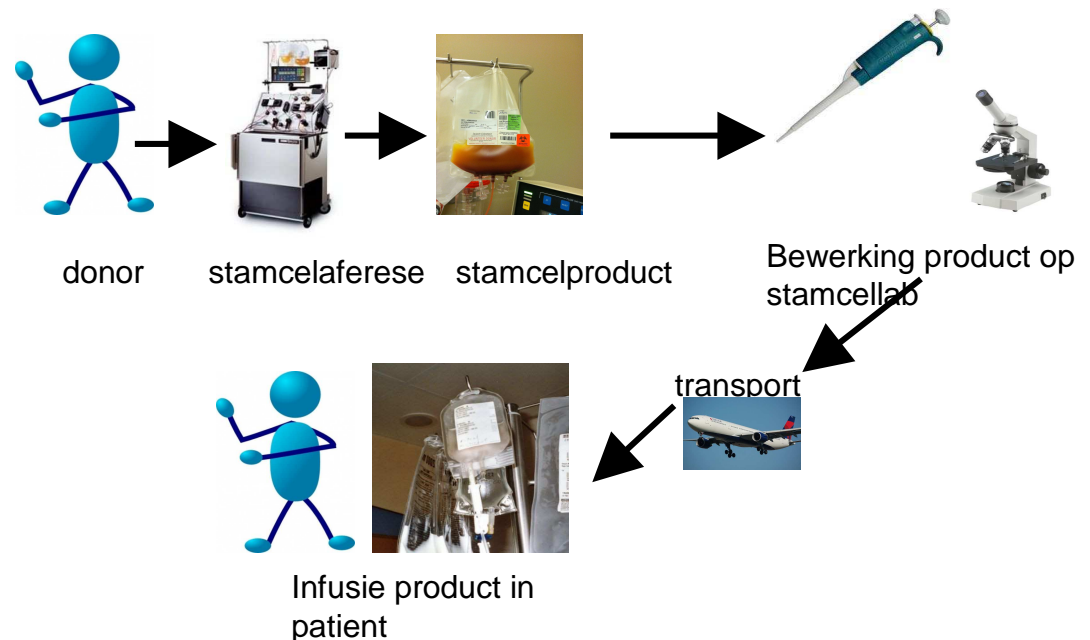 donor
stamcelaferese
stamcelproduct
Bewerking product op
stamcellab
transport
Infusie product in
patient